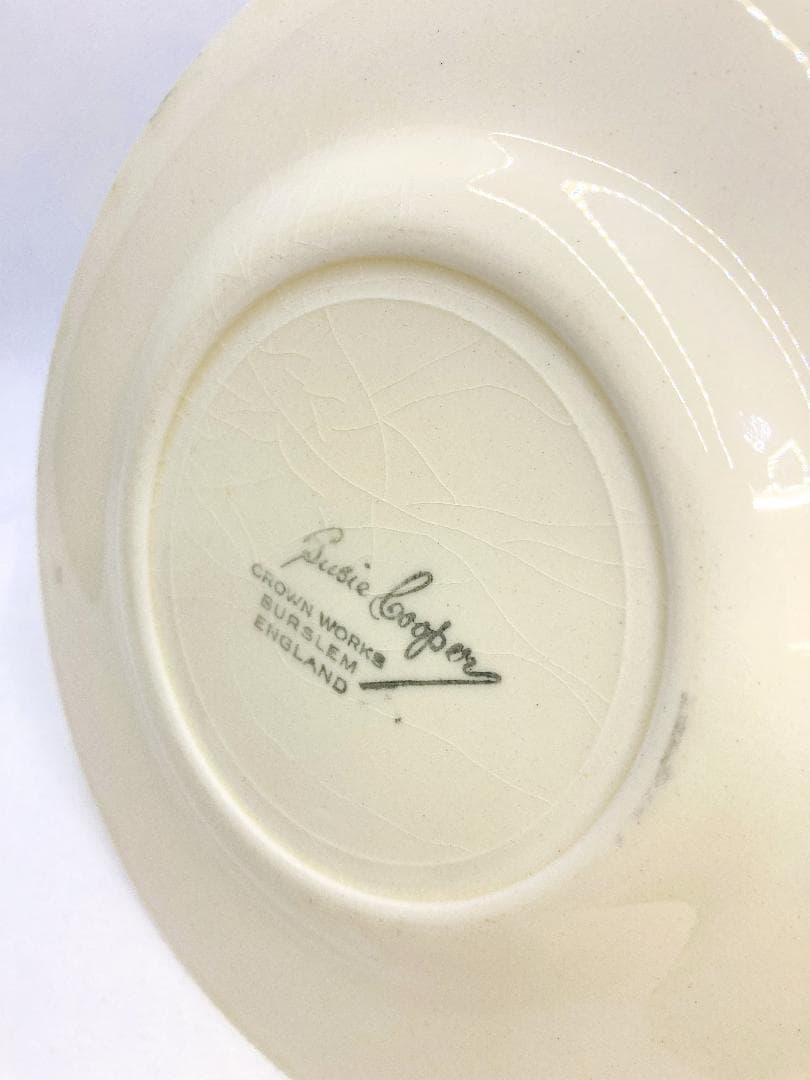 Susie Cooper
CROWN WORKS
BURSLEM
ENGLAND